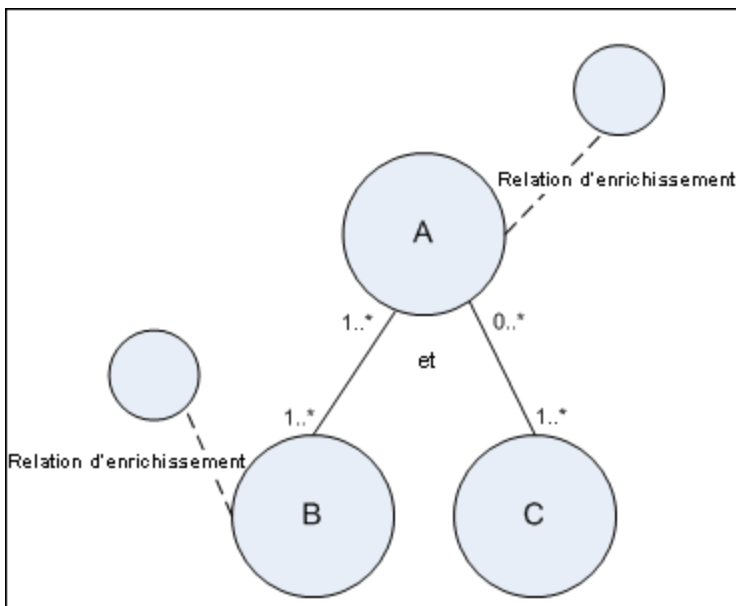 Relation d'enrichissement
A
1..*
0..*
et
1..*
1..*
Relation d'enrichissement
B
C